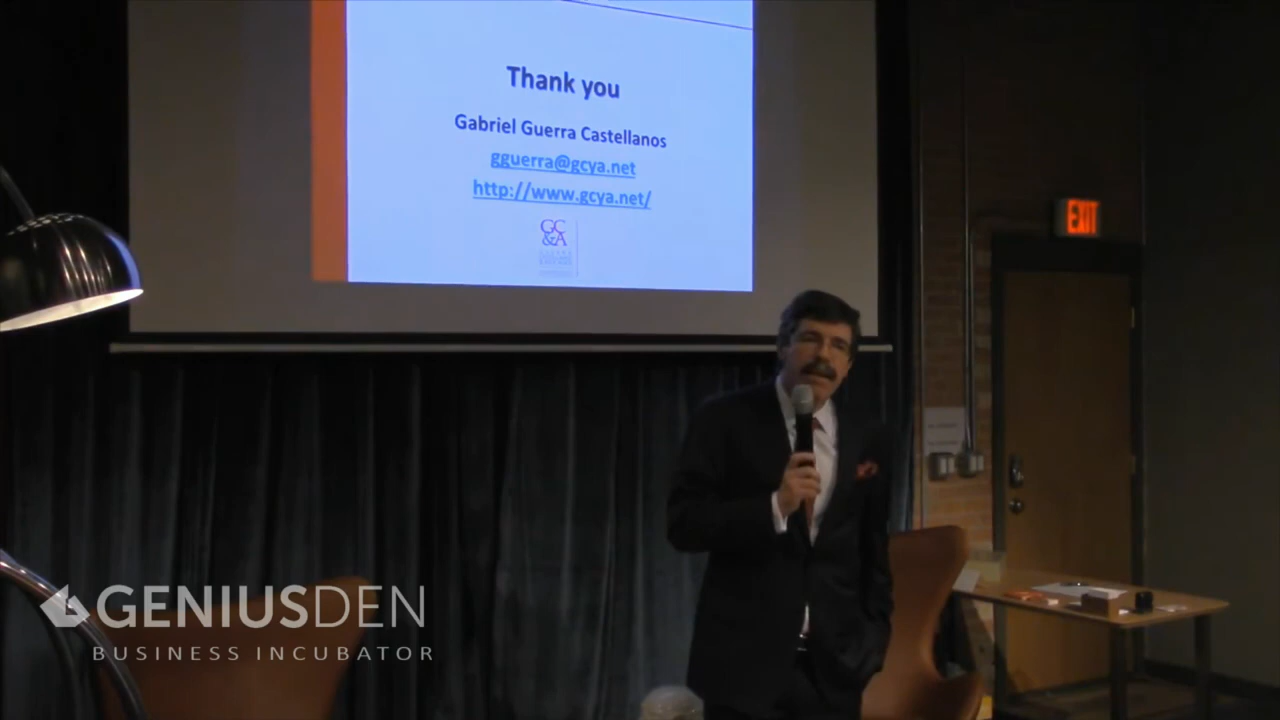 Thank you
Gabriel Guerra Castellanos
gguerra@gcya.net
http://www.gcya.net/
GC
&A
EXIT
GENIUSDEN
BUSINESS INCUBATOR